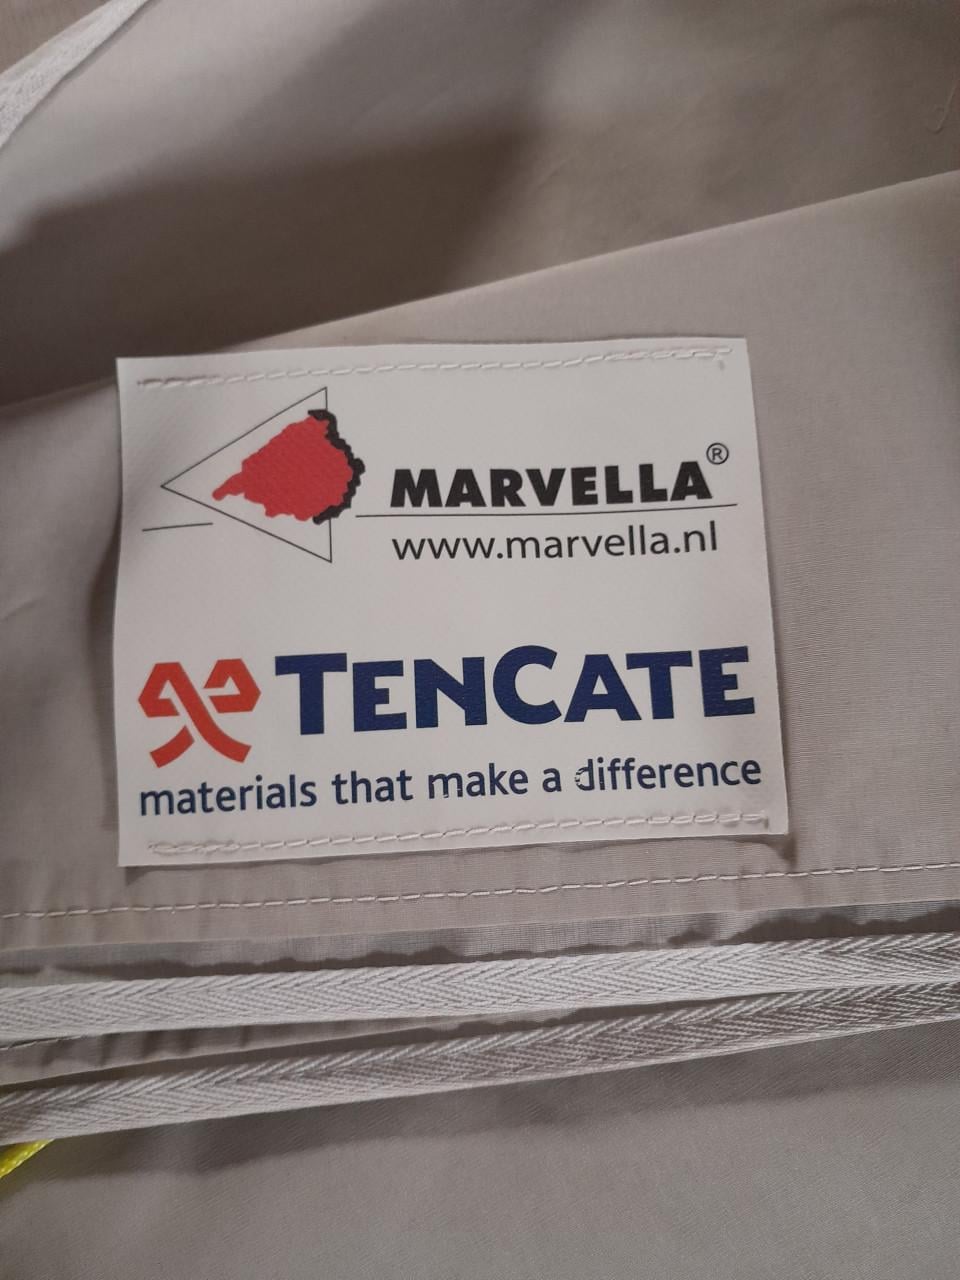 MARVELLA®
www.marvella.nl
TENCATE
materials that make a difference